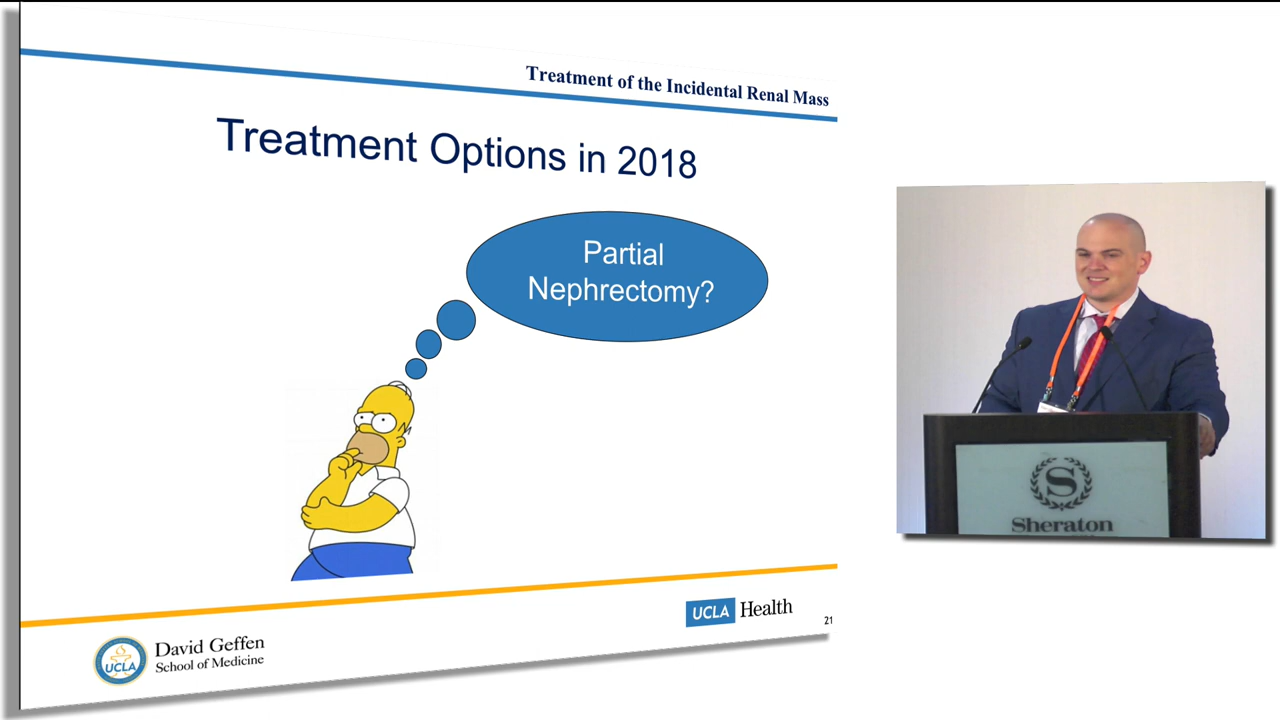 Treatment of the Incidental Renal Mass
Treatment Options in 2018
Partial
Nephrectomy?
UCLA Health
21
UCLA
David Geffen
School of Medicine
S
Sheraton